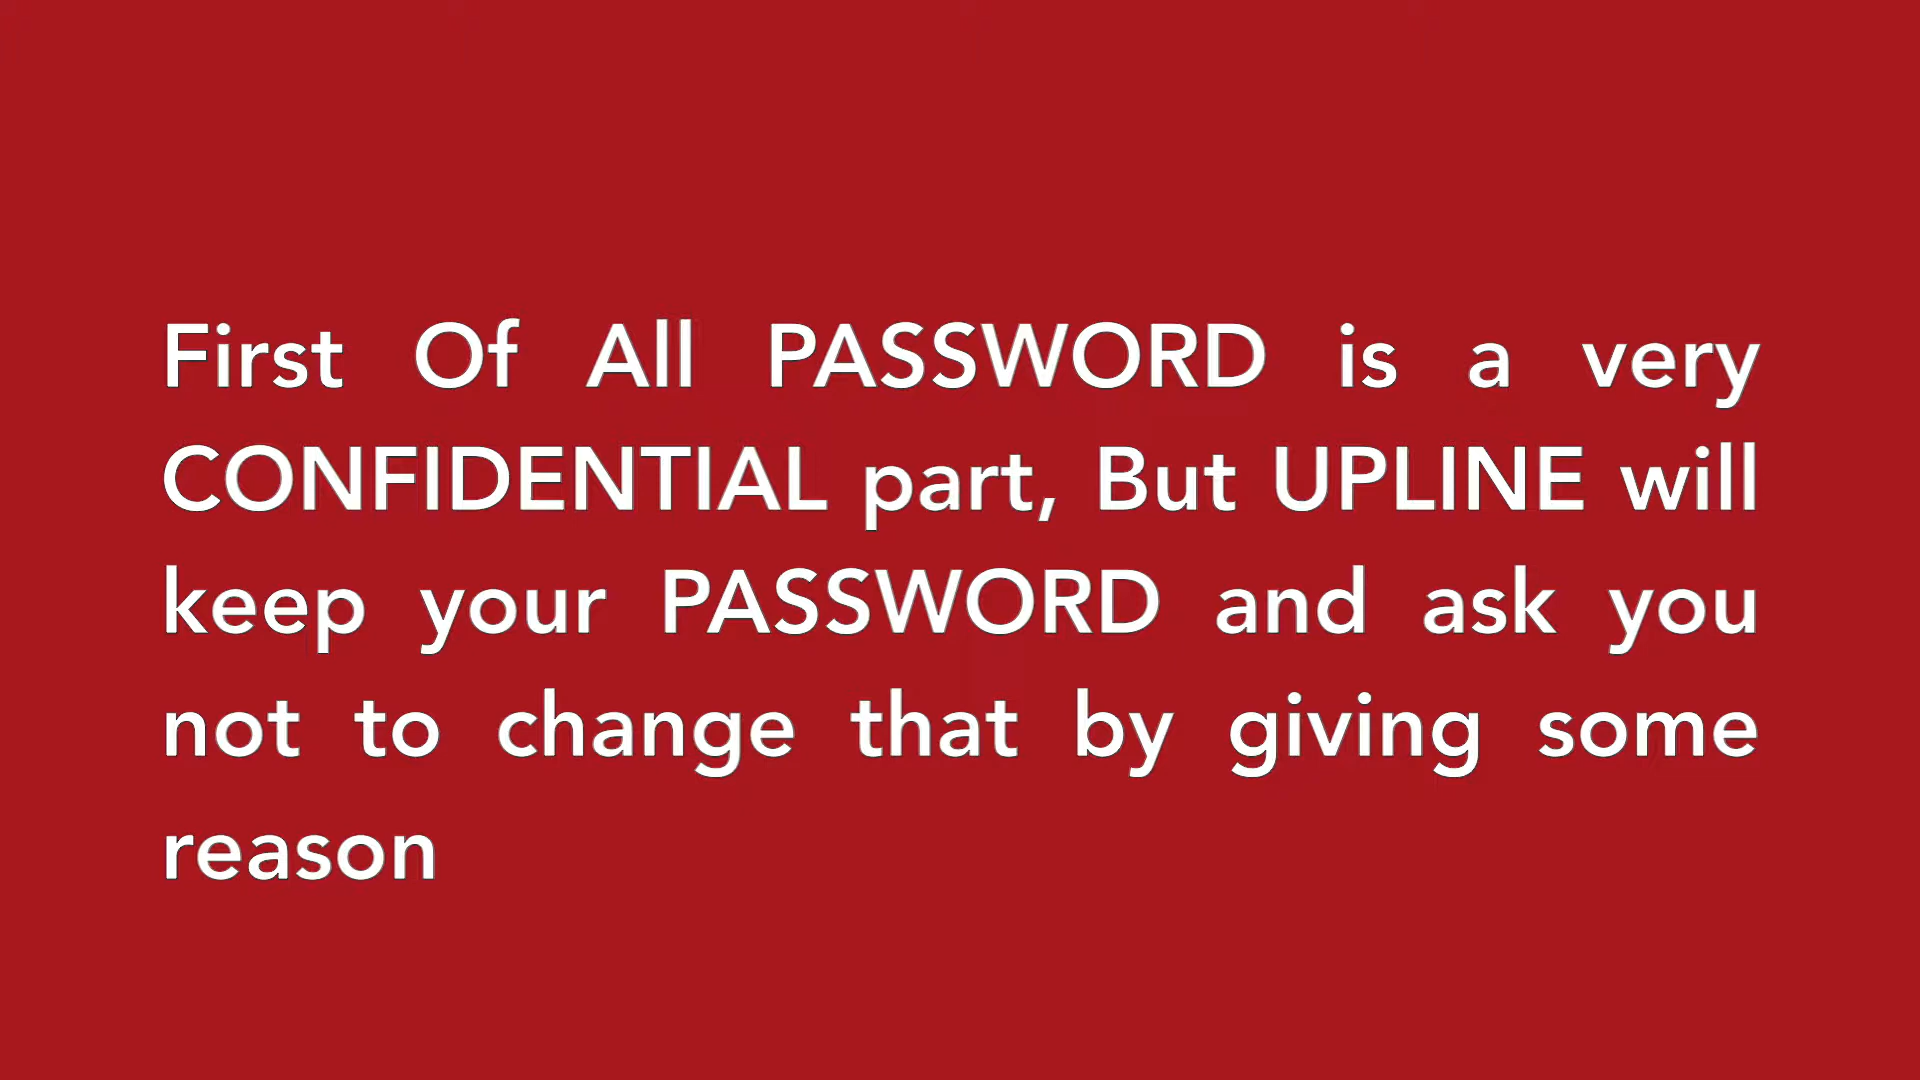 First Of All PASSWORD is a very
CONFIDENTIAL part, But UPLINE will
keep your PASSWORD and ask you
not to change that by giving some
reason